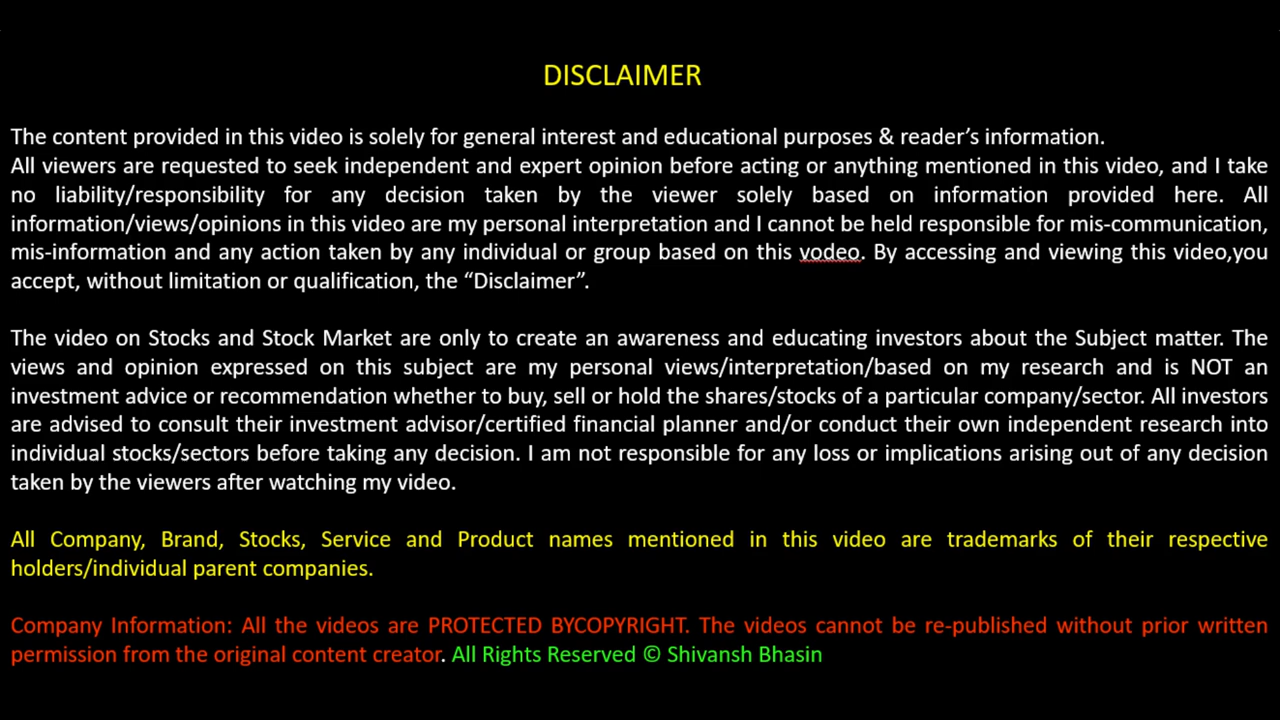 DISCLAIMER
The content provided in this video is solely for general interest and educational purposes & reader's information.
All viewers are requested to seek independent and expert opinion before acting or anything mentioned in this video, and I take
no liability/responsibility for any decision taken by the viewer solely based on information provided here. All
information/views/opinions in this video are my personal interpretation and I cannot be held responsible for mis-communication,
mis-information and any action taken by any individual or group based on this vodeo. By accessing and viewing this video,you
accept, without limitation or qualification, the “Disclaimer”.
The video on Stocks and Stock Market are only to create an awareness and educating investors about the Subject matter. The
views and opinion expressed on this subject are my personal views/interpretation/based on my research and is NOT an
investment advice or recommendation whether to buy, sell or hold the shares/stocks of a particular company/sector. All investors
are advised to consult their investment advisor/certified financial planner and/or conduct their own independent research into
individual stocks/sectors before taking any decision. I am not responsible for any loss or implications arising out of any decision
taken by the viewers after watching my video.
All Company, Brand, Stocks, Service and Product names mentioned in this video are trademarks of their respective
holders/individual parent companies.
Company Information: All the videos are PROTECTED BYCOPYRIGHT. The videos cannot be re-published without prior written
permission from the original content creator. All Rights Reserved © Shivansh Bhasin